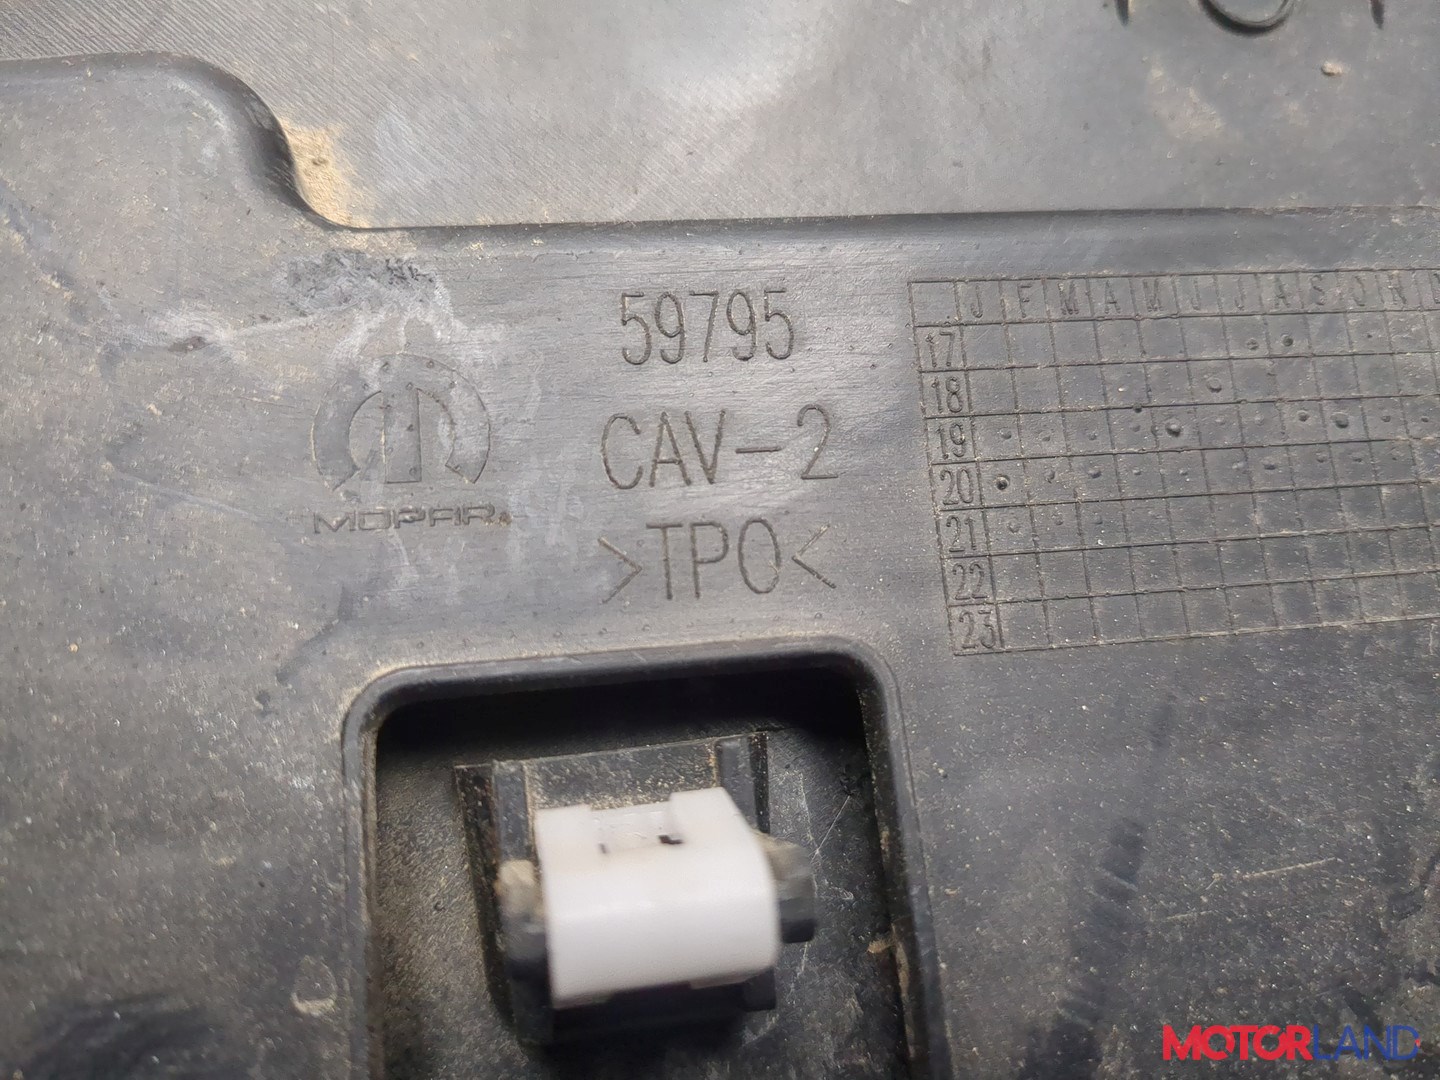 59795
CAV-2
>TPO<
MOPAR
J F M A M J J A S O N D
17
18
19
20
21
22
23
MOTORLAND